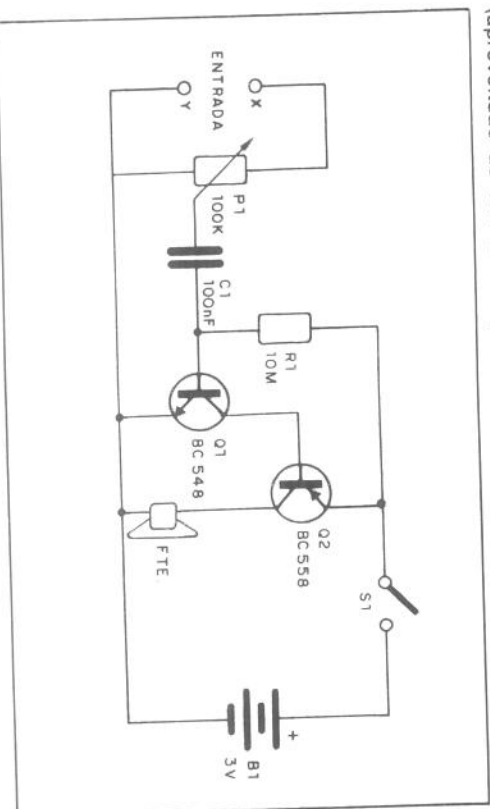 X
ENTRADA
Y
P1
100K
C1
100nF
R1
10M
Q1
BC 548
Q2
BC 558
FTE
S1
+
B1
3V